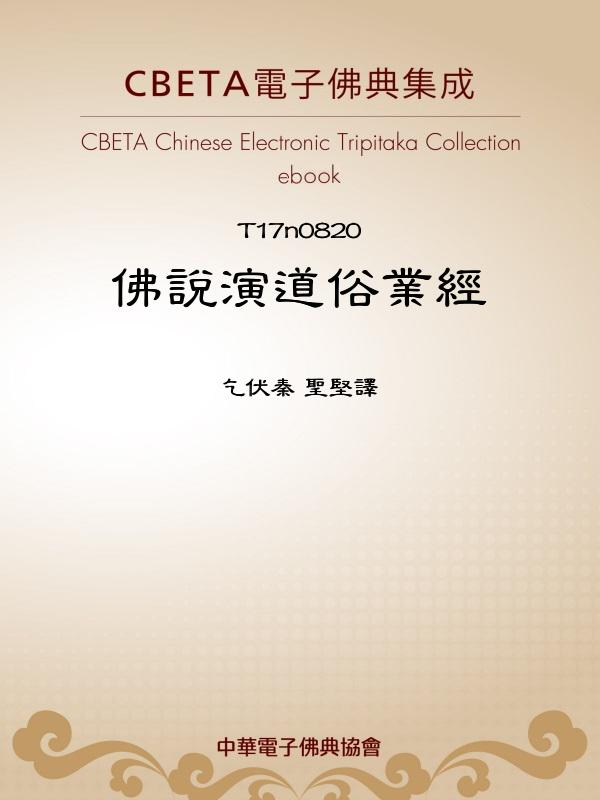 CBETA電子佛典集成
CBETA Chinese Electronic Tripitaka Collection
ebook
T17n0820
佛說演道俗業經
乞伏秦 聖堅譯
中華電子佛典協會